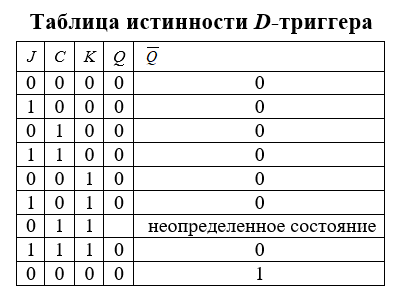 Таблица истинности D-триггера
J C K Q Q̅
0 0 0 0 0
1 0 0 0 0
0 1 0 0 0
1 1 0 0 0
0 0 1 0 0
1 0 1 0 0
0 1 1 неопределенное состояние
1 1 1 0 0
0 0 0 0 1